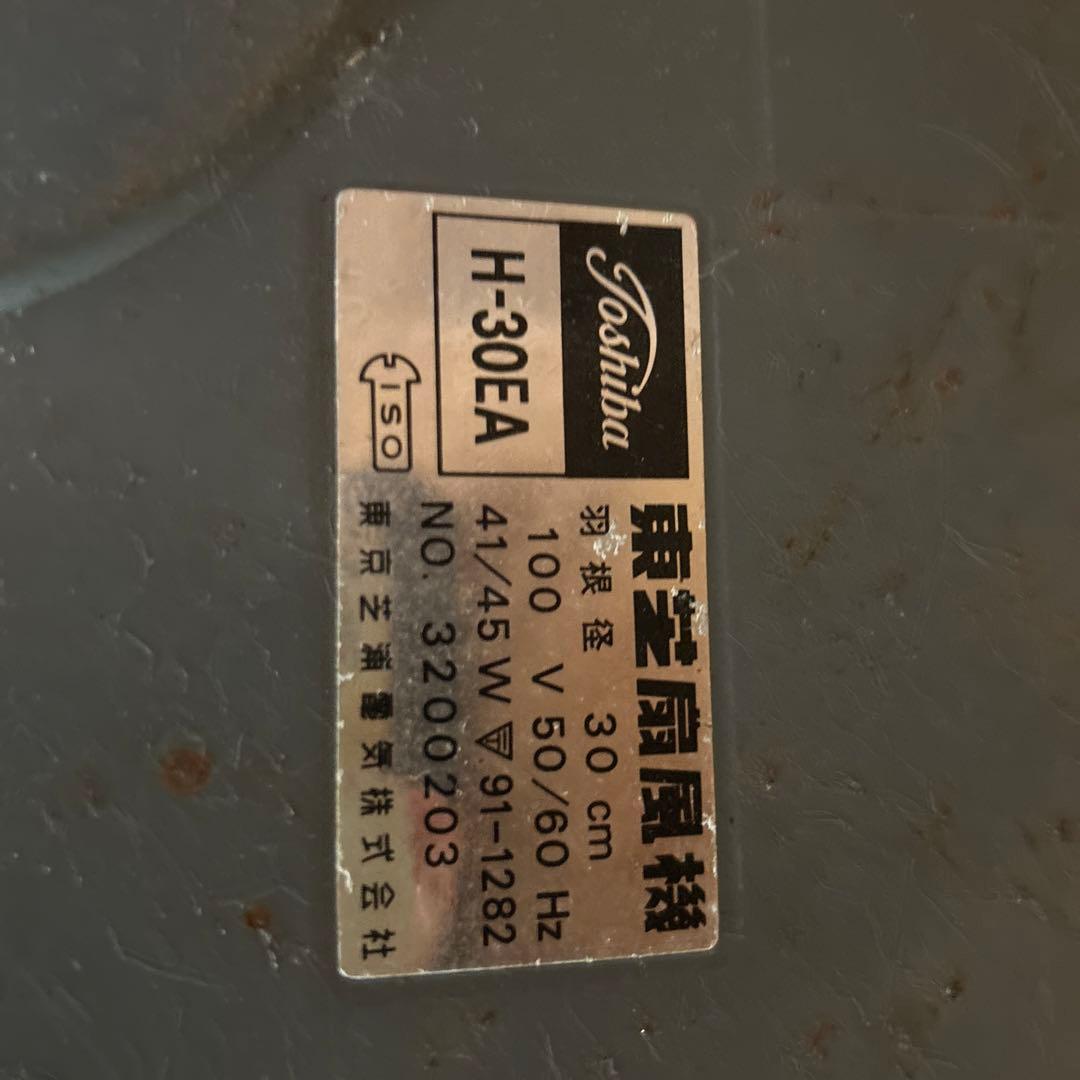 Toshiba
H-30EA
ISO
東芝扇風機
羽根径 30 cm
100 V 50/60 Hz
41/45 W 91-1282
NO. 3200203
東京芝浦電気株式会社